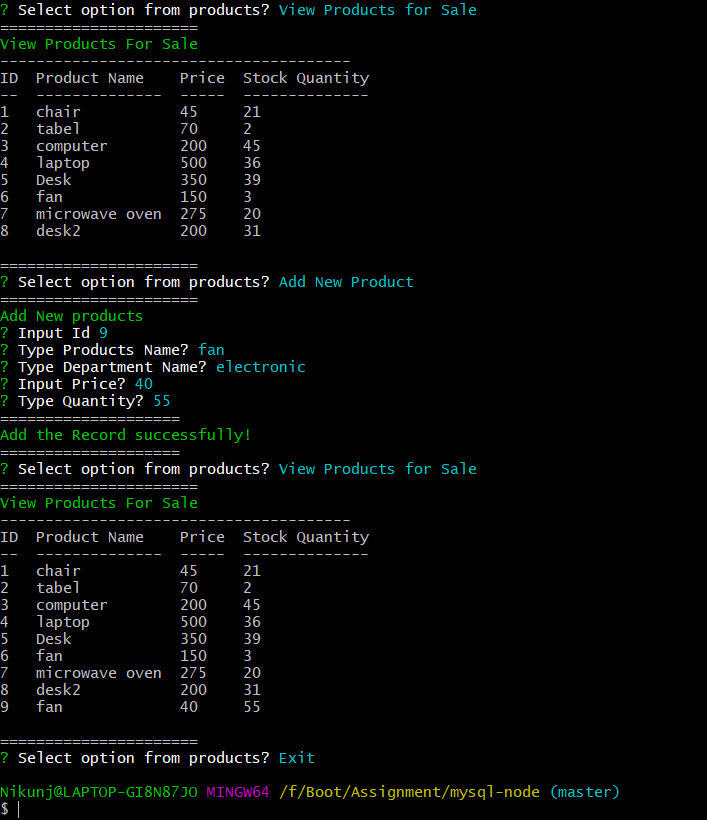 ? Select option from products? View Products for Sale
======================
View Products For Sale
---------------------------------------
ID  Product Name    Price  Stock Quantity
--  --------------  -----  --------------
1   chair           45     21
2   tabel           70     2
3   computer        200    45
4   laptop          500    36
5   Desk            350    39
6   fan             150    3
7   microwave oven  275    20
8   desk2           200    31
======================
? Select option from products? Add New Product
======================
Add New products
? Input Id 9
? Type Products Name? fan
? Type Department Name? electronic
? Input Price? 40
? Type Quantity? 55
====================
Add the Record successfully!
====================
? Select option from products? View Products for Sale
======================
View Products For Sale
---------------------------------------
ID  Product Name    Price  Stock Quantity
--  --------------  -----  --------------
1   chair           45     21
2   tabel           70     2
3   computer        200    45
4   laptop          500    36
5   Desk            350    39
6   fan             150    3
7   microwave oven  275    20
8   desk2           200    31
9   fan             40     55
======================
? Select option from products? Exit
Nikunj@LAPTOP-GI8N87JO MINGW64 /f/Boot/Assignment/mysql-node (master)
$